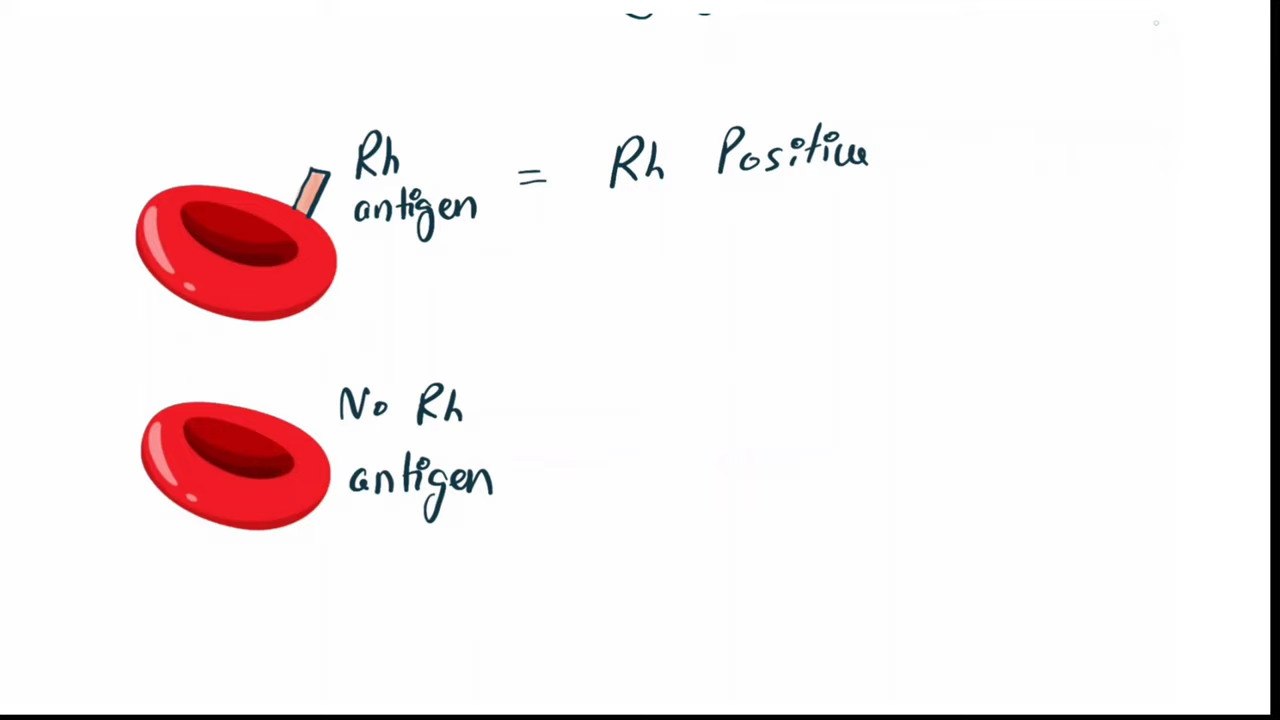 Rh
antigen
= Rh Positive
No Rh
antigen